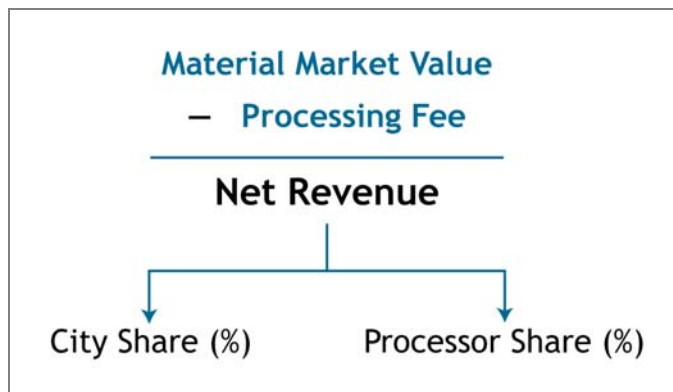 Material Market Value
– Processing Fee
Net Revenue
City Share (%)
Processor Share (%)